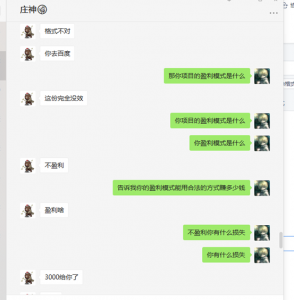 庄神
格式不对
你去百度
那你项目的盈利模式是什么
这份完全没效
你项目的盈利模式是什么
你盈利模式是什么
不盈利
告诉我你的盈利模式能用合法的方式赚多少钱
盈利啥
不盈利你有什么损失
你有什么损失
3000给你了